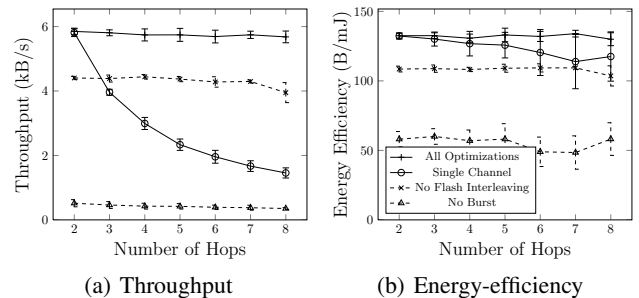 Throughput (kB/s)
6
4
2
0
2 3 4 5 6 7 8
Number of Hops
(a) Throughput
Energy Efficiency (B/mJ)
150
100
50
0
All Optimizations
Single Channel
No Flash Interleaving
No Burst
2 3 4 5 6 7 8
Number of Hops
(b) Energy-efficiency